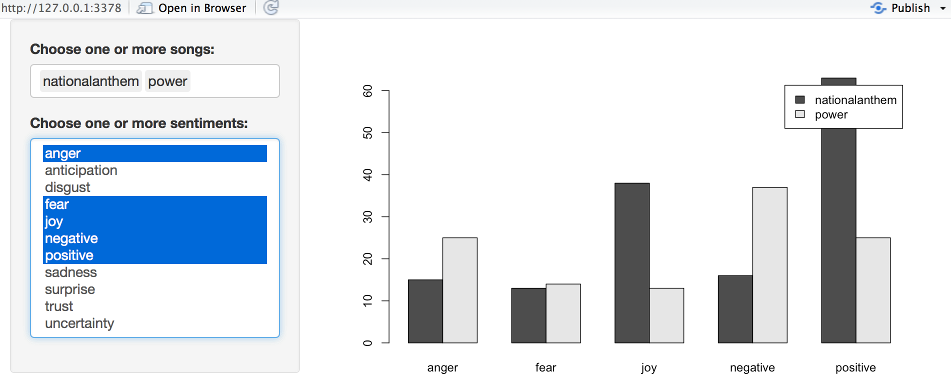 http://127.0.0.1:3378 Open in Browser Publish
Choose one or more songs:
nationalanthem power
Choose one or more sentiments:
anger
anticipation
disgust
fear
joy
negative
positive
sadness
surprise
trust
uncertainty
nationalanthem
power
60
50
40
30
20
10
0
anger fear joy negative positive